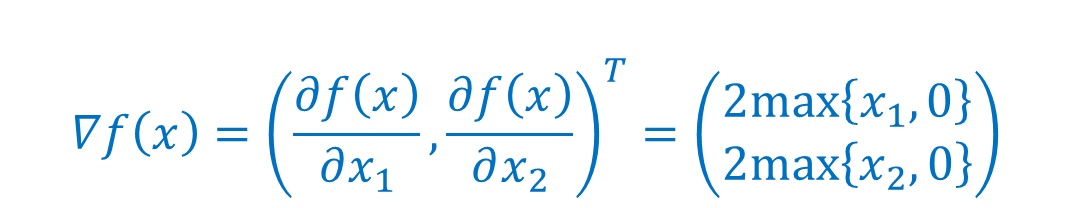 ∇f(x) = (∂f(x)/∂x₁, ∂f(x)/∂x₂)ᵀ = (2max{x₁, 0}
2max{x₂, 0})